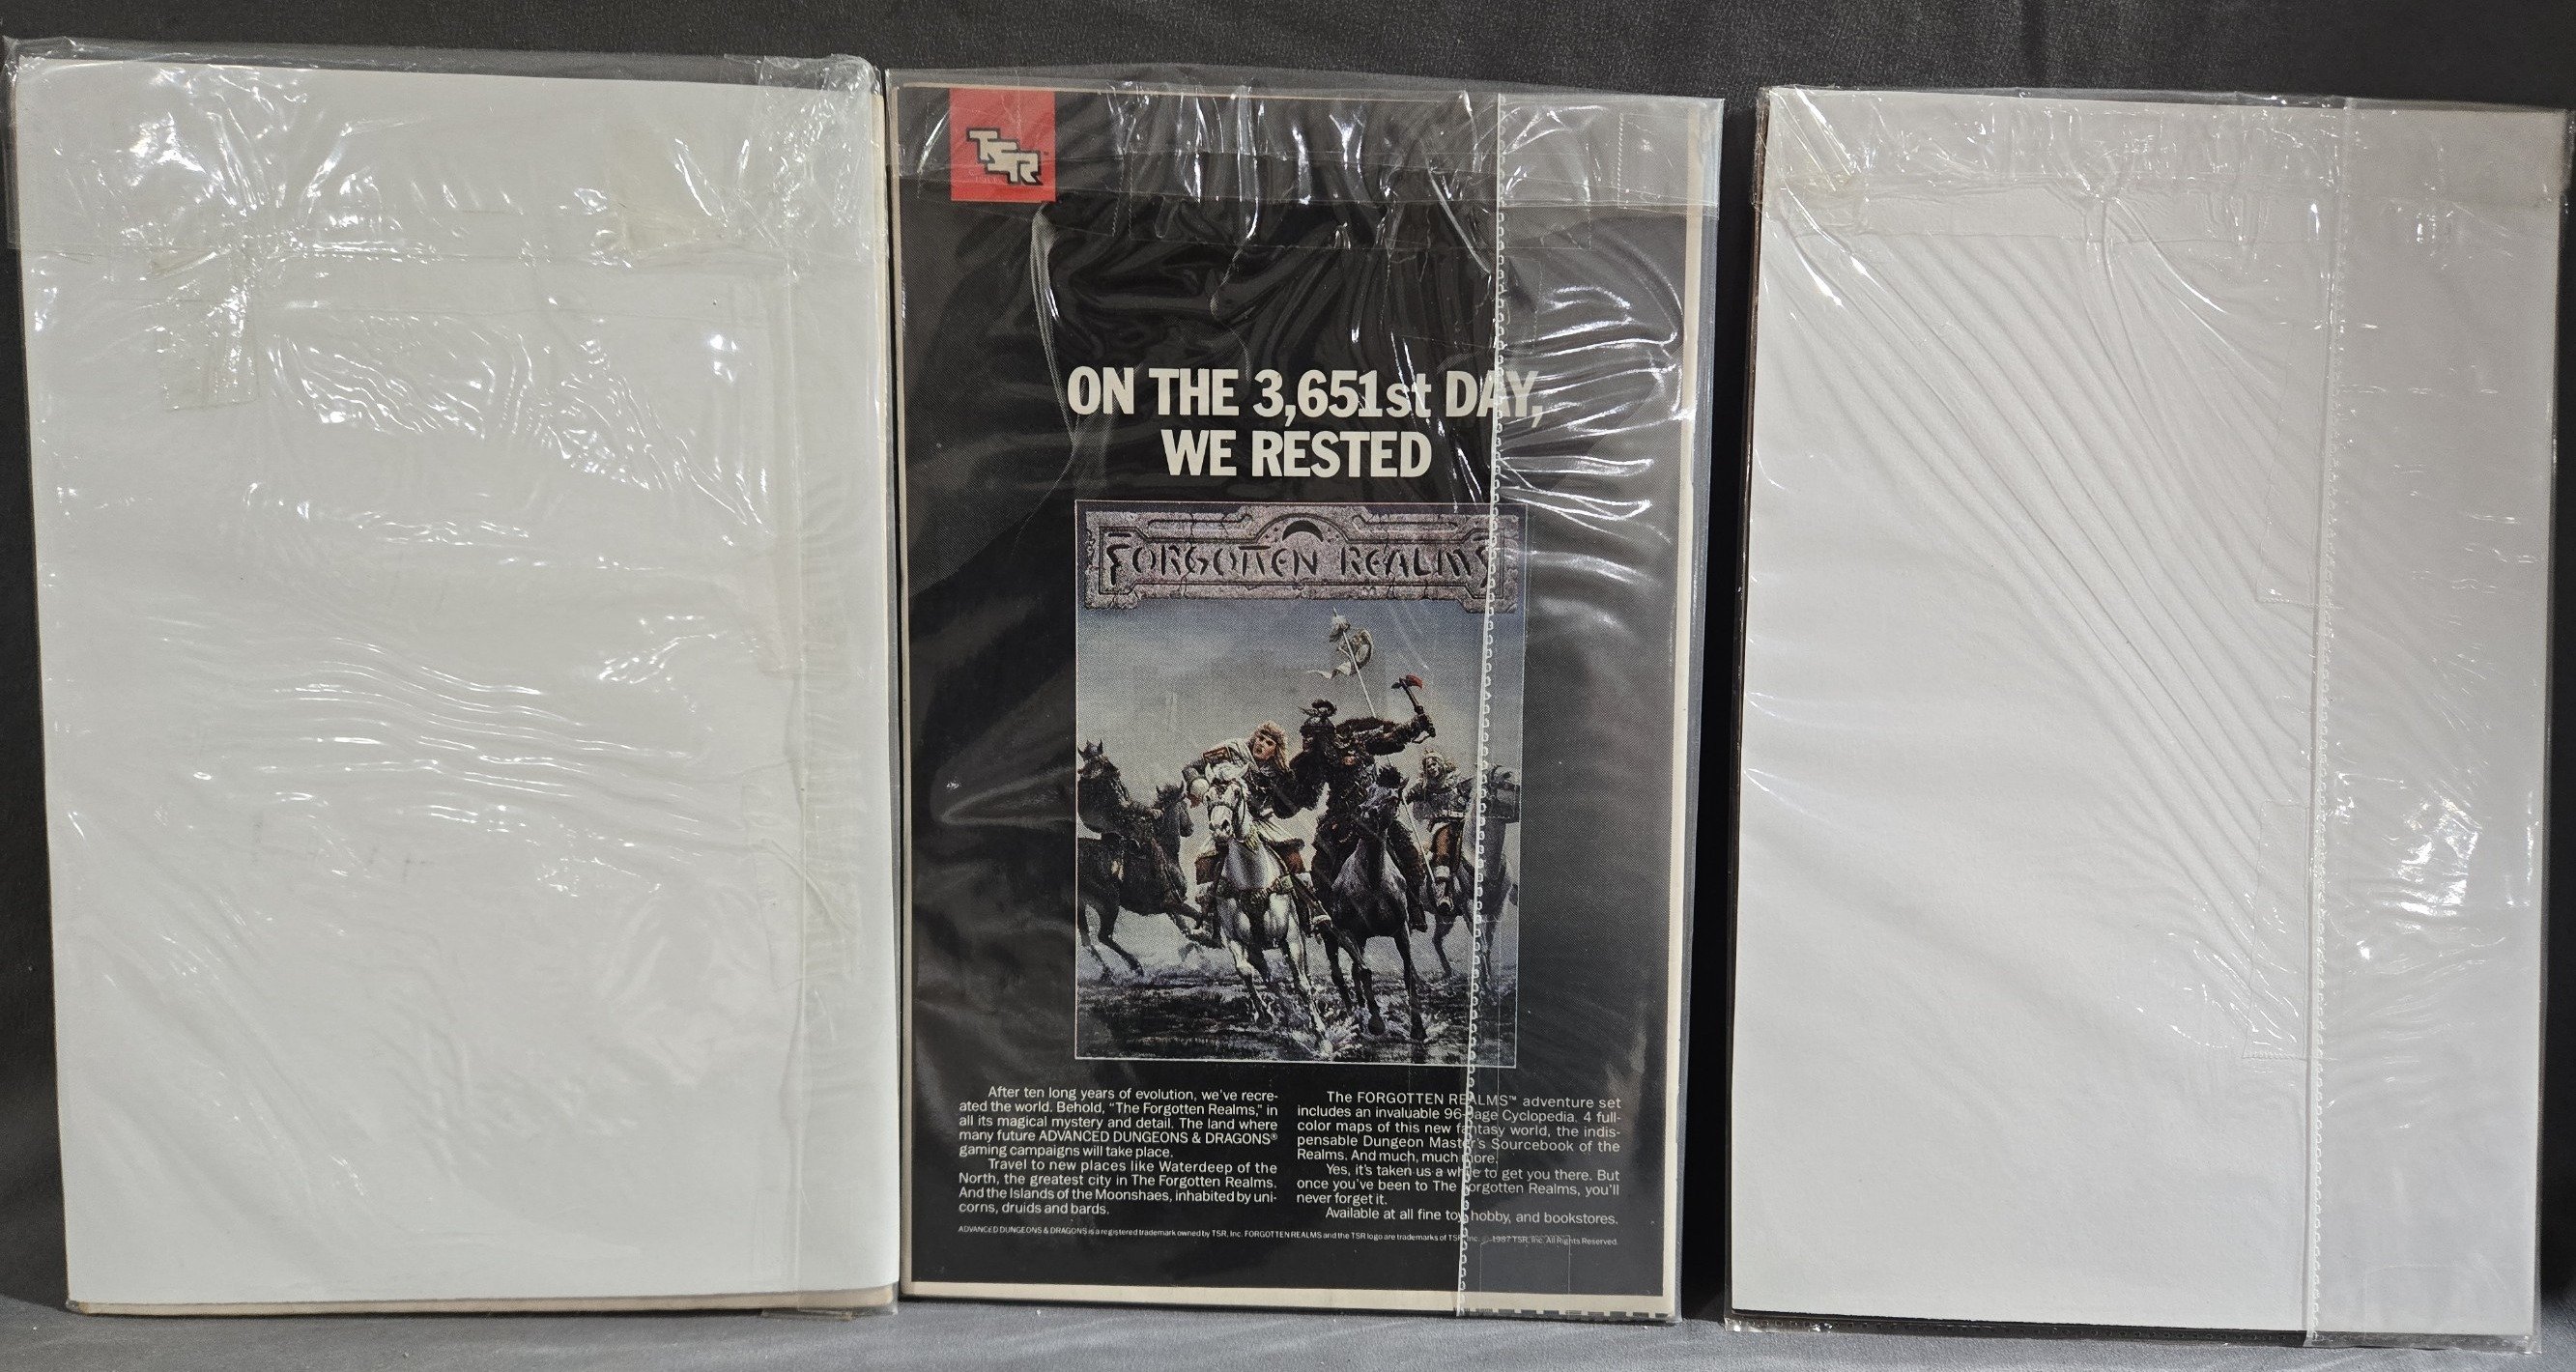 TSR
ON THE 3,651st DAY,
WE RESTED
FORGOTTEN REALMS
After ten long years of evolution, we've recre-
ated the world. Behold, "The Forgotten Realms," in
all its magical mystery and detail. The land where
many future ADVANCED DUNGEONS & DRAGONS®
gaming campaigns will take place.
Travel to new places like Waterdeep of the
North, the greatest city in The Forgotten Realms.
And the Islands of the Moonshaes, inhabited by uni-
corns, druids and bards.
The FORGOTTEN REALMS™ adventure set
includes an invaluable 96-page Cyclopedia. 4 full-
color maps of this new fantasy world, the indis-
pensable Dungeon Master's Sourcebook of the
Realms. And much, much more.
Yes, it's taken us a while to get you there. But
once you've been to The Forgotten Realms, you'll
never forget it.
Available at all fine toy, hobby, and bookstores.
ADVANCED DUNGEONS & DRAGONS is a registered trademark owned by TSR, Inc. FORGOTTEN REALMS and the TSR logo are trademarks of TSR, Inc. © 1987 TSR, Inc. All Rights Reserved.